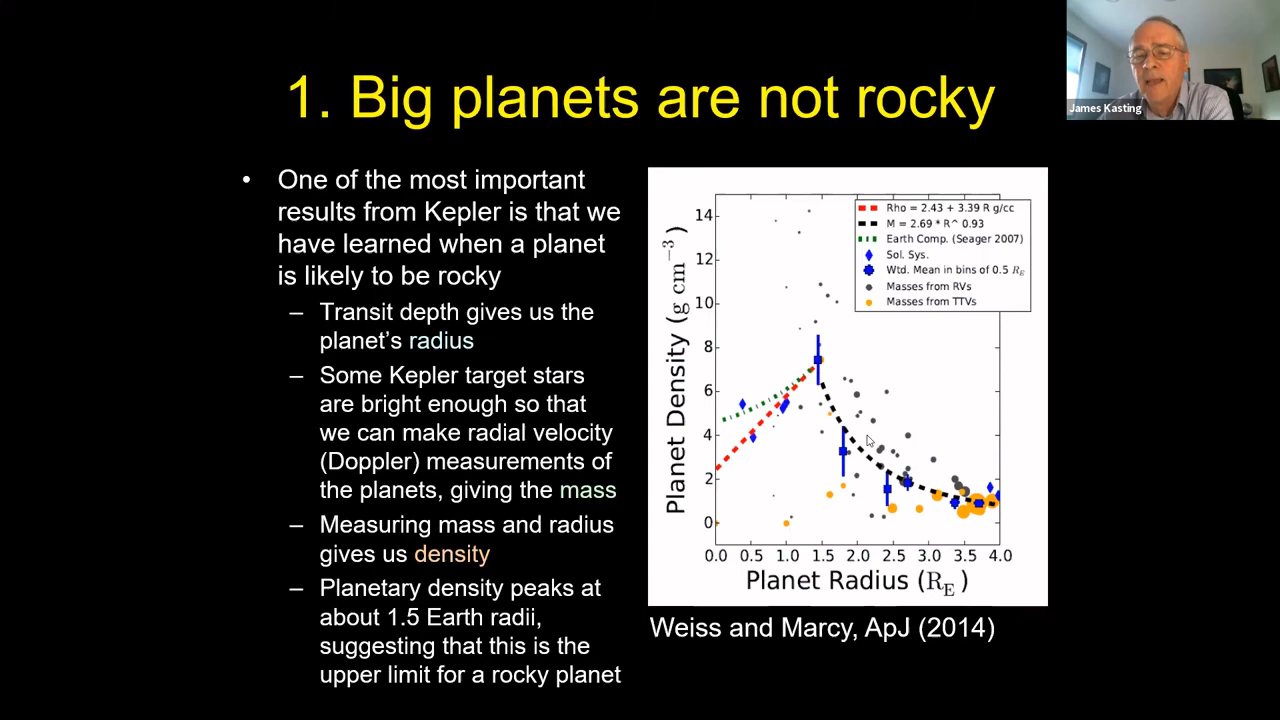 1. Big planets are not rocky
James Kasting
• One of the most important
results from Kepler is that we
have learned when a planet
is likely to be rocky
– Transit depth gives us the
planet's radius
– Some Kepler target stars
are bright enough so that
we can make radial velocity
(Doppler) measurements of
the planets, giving the mass
– Measuring mass and radius
gives us density
– Planetary density peaks at
about 1.5 Earth radii,
suggesting that this is the
upper limit for a rocky planet
Rho = 2.43 + 3.39 R g/cc
M = 2.69 * R^ 0.93
Earth Comp. (Seager 2007)
Sol. Sys.
Wtd. Mean in bins of 0.5 R_E
Masses from RVs
Masses from TTVs
Planet Density (g cm⁻³)
14
12
10
8
6
4
2
0
0.0 0.5 1.0 1.5 2.0 2.5 3.0 3.5 4.0
Planet Radius (R_E)
Weiss and Marcy, ApJ (2014)